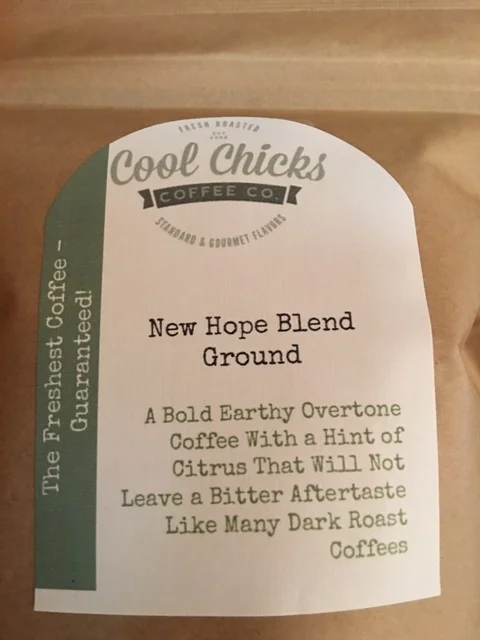 FRESH ROASTED
Cool Chicks
COFFEE CO.
STANDARD & GOURMET FLAVORS
The Freshest Coffee –
Guaranteed!
New Hope Blend
Ground
A Bold Earthy Overtone
Coffee With a Hint of
Citrus That Will Not
Leave a Bitter Aftertaste
Like Many Dark Roast
Coffees